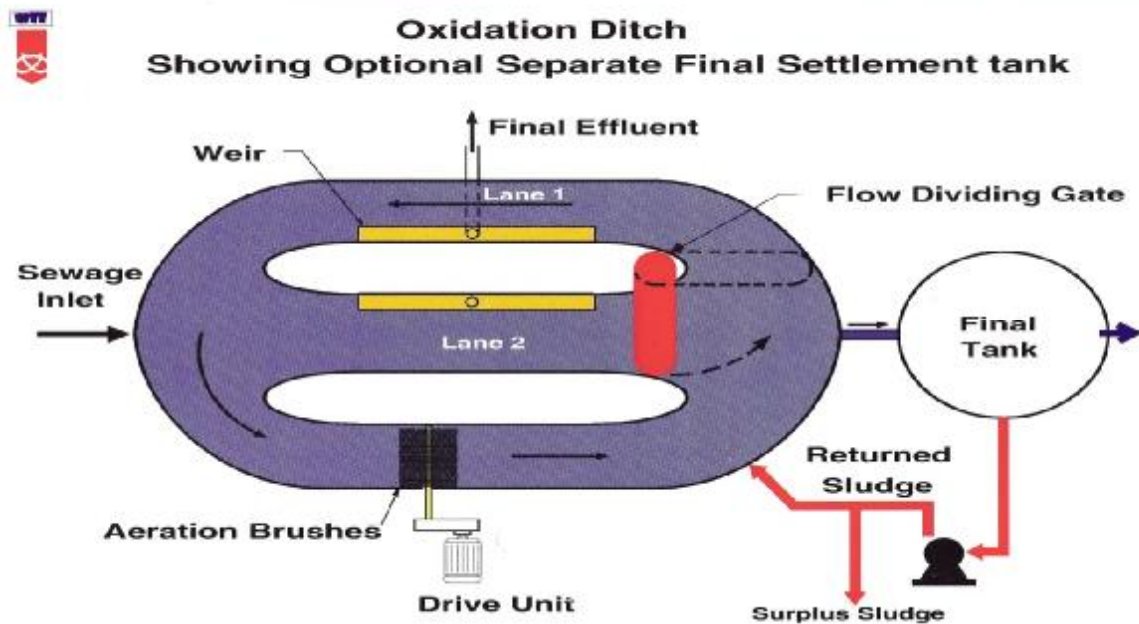 WTT
Oxidation Ditch
Showing Optional Separate Final Settlement tank
Final Effluent
Weir
Lane 1
Flow Dividing Gate
Sewage
Inlet
Lane 2
Final
Tank
Returned
Sludge
Aeration Brushes
Drive Unit
Surplus Sludge